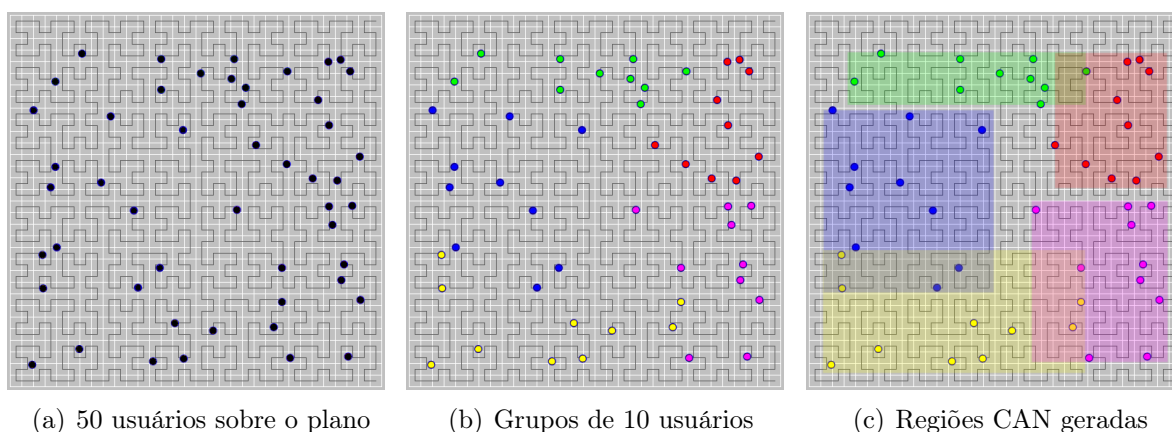 (a) 50 usuários sobre o plano
(b) Grupos de 10 usuários
(c) Regiões CAN geradas